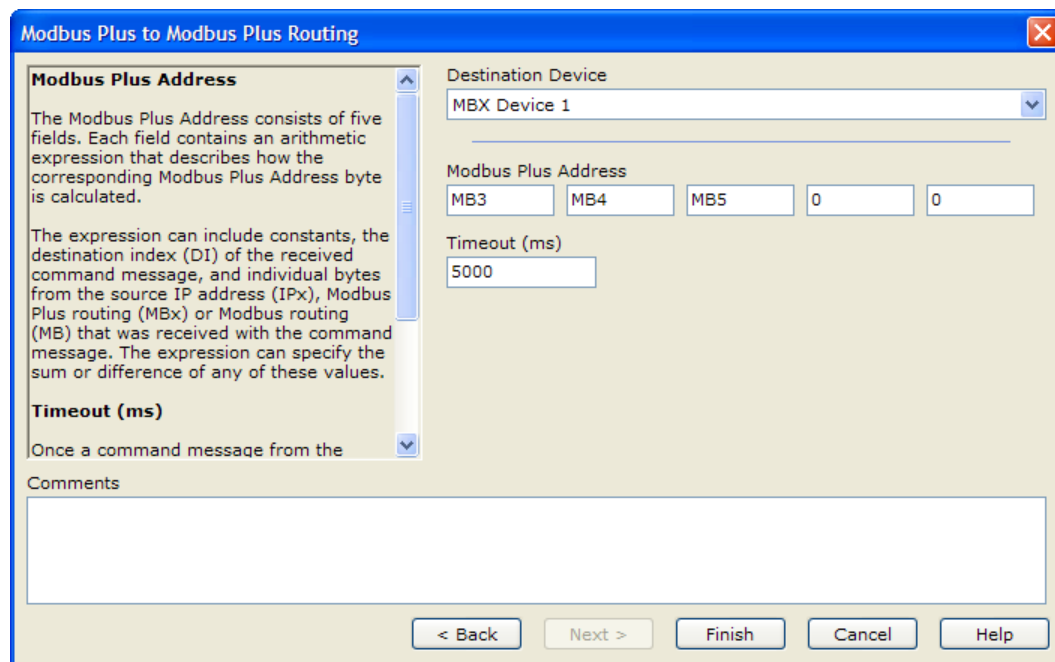 Modbus Plus to Modbus Plus Routing
Modbus Plus Address
The Modbus Plus Address consists of five
fields. Each field contains an arithmetic
expression that describes how the
corresponding Modbus Plus Address byte
is calculated.
The expression can include constants, the
destination index (DI) of the received
command message, and individual bytes
from the source IP address (IPx), Modbus
Plus routing (MBx) or Modbus routing
(MB) that was received with the command
message. The expression can specify the
sum or difference of any of these values.
Timeout (ms)
Once a command message from the
Destination Device
MBX Device 1
Modbus Plus Address
MB3 MB4 MB5 0 0
Timeout (ms)
5000
Comments
< Back Next > Finish Cancel Help